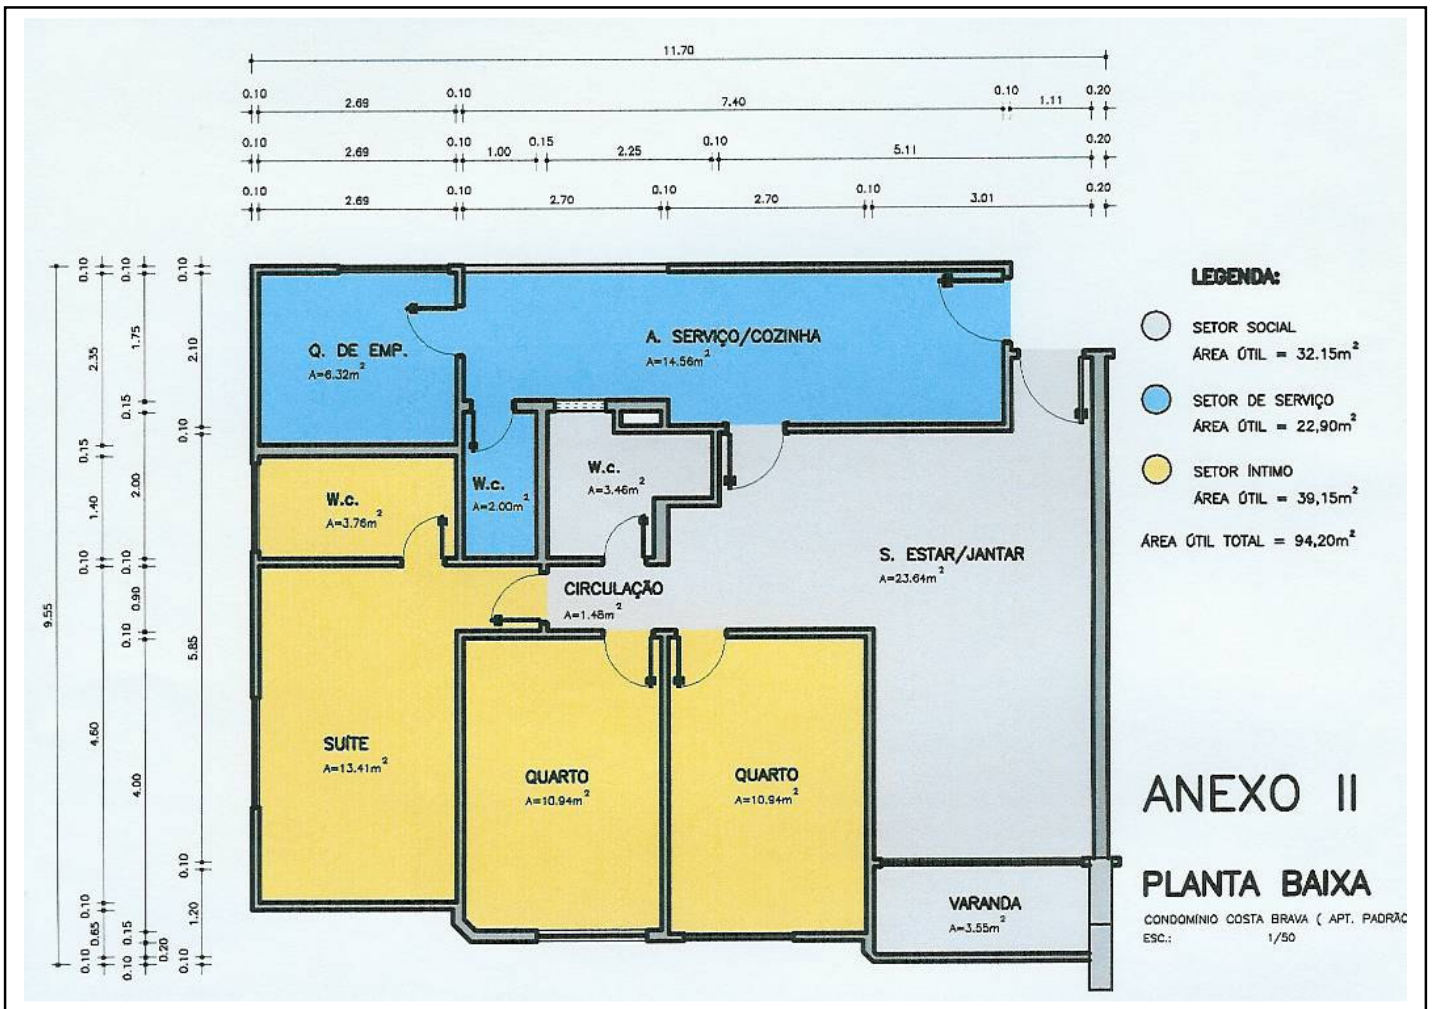 11.70
0.10 2.69 0.10 7.40 0.10 1.11 0.20
0.10 2.69 0.10 1.00 0.15 2.25 0.10 5.11 0.20
0.10 2.69 0.10 2.70 0.10 2.70 0.10 3.01 0.20
9.55
0.10 2.35 0.15 1.40 0.10 4.60 0.10 0.65 0.10
0.10 1.75 0.15 2.00 0.10 0.90 0.10 4.00 0.15 0.20 0.10
0.10 2.10 0.10 5.85 0.10 1.20 0.10
Q. DE EMP.
A=6.32m²
A. SERVIÇO/COZINHA
A=14.56m²
W.c.
A=3.76m²
W.c.
A=2.00m²
W.c.
A=3.46m²
CIRCULAÇÃO
A=1.48m²
S. ESTAR/JANTAR
A=23.64m²
SUÍTE
A=13.41m²
QUARTO
A=10.94m²
QUARTO
A=10.94m²
VARANDA
A=3.55m²
LEGENDA:
SETOR SOCIAL
ÁREA ÚTIL = 32.15m²
SETOR DE SERVIÇO
ÁREA ÚTIL = 22,90m²
SETOR ÍNTIMO
ÁREA ÚTIL = 39,15m²
ÁREA ÚTIL TOTAL = 94,20m²
ANEXO II
PLANTA BAIXA
CONDOMÍNIO COSTA BRAVA ( APT. PADRÃO
ESC.: 1/50